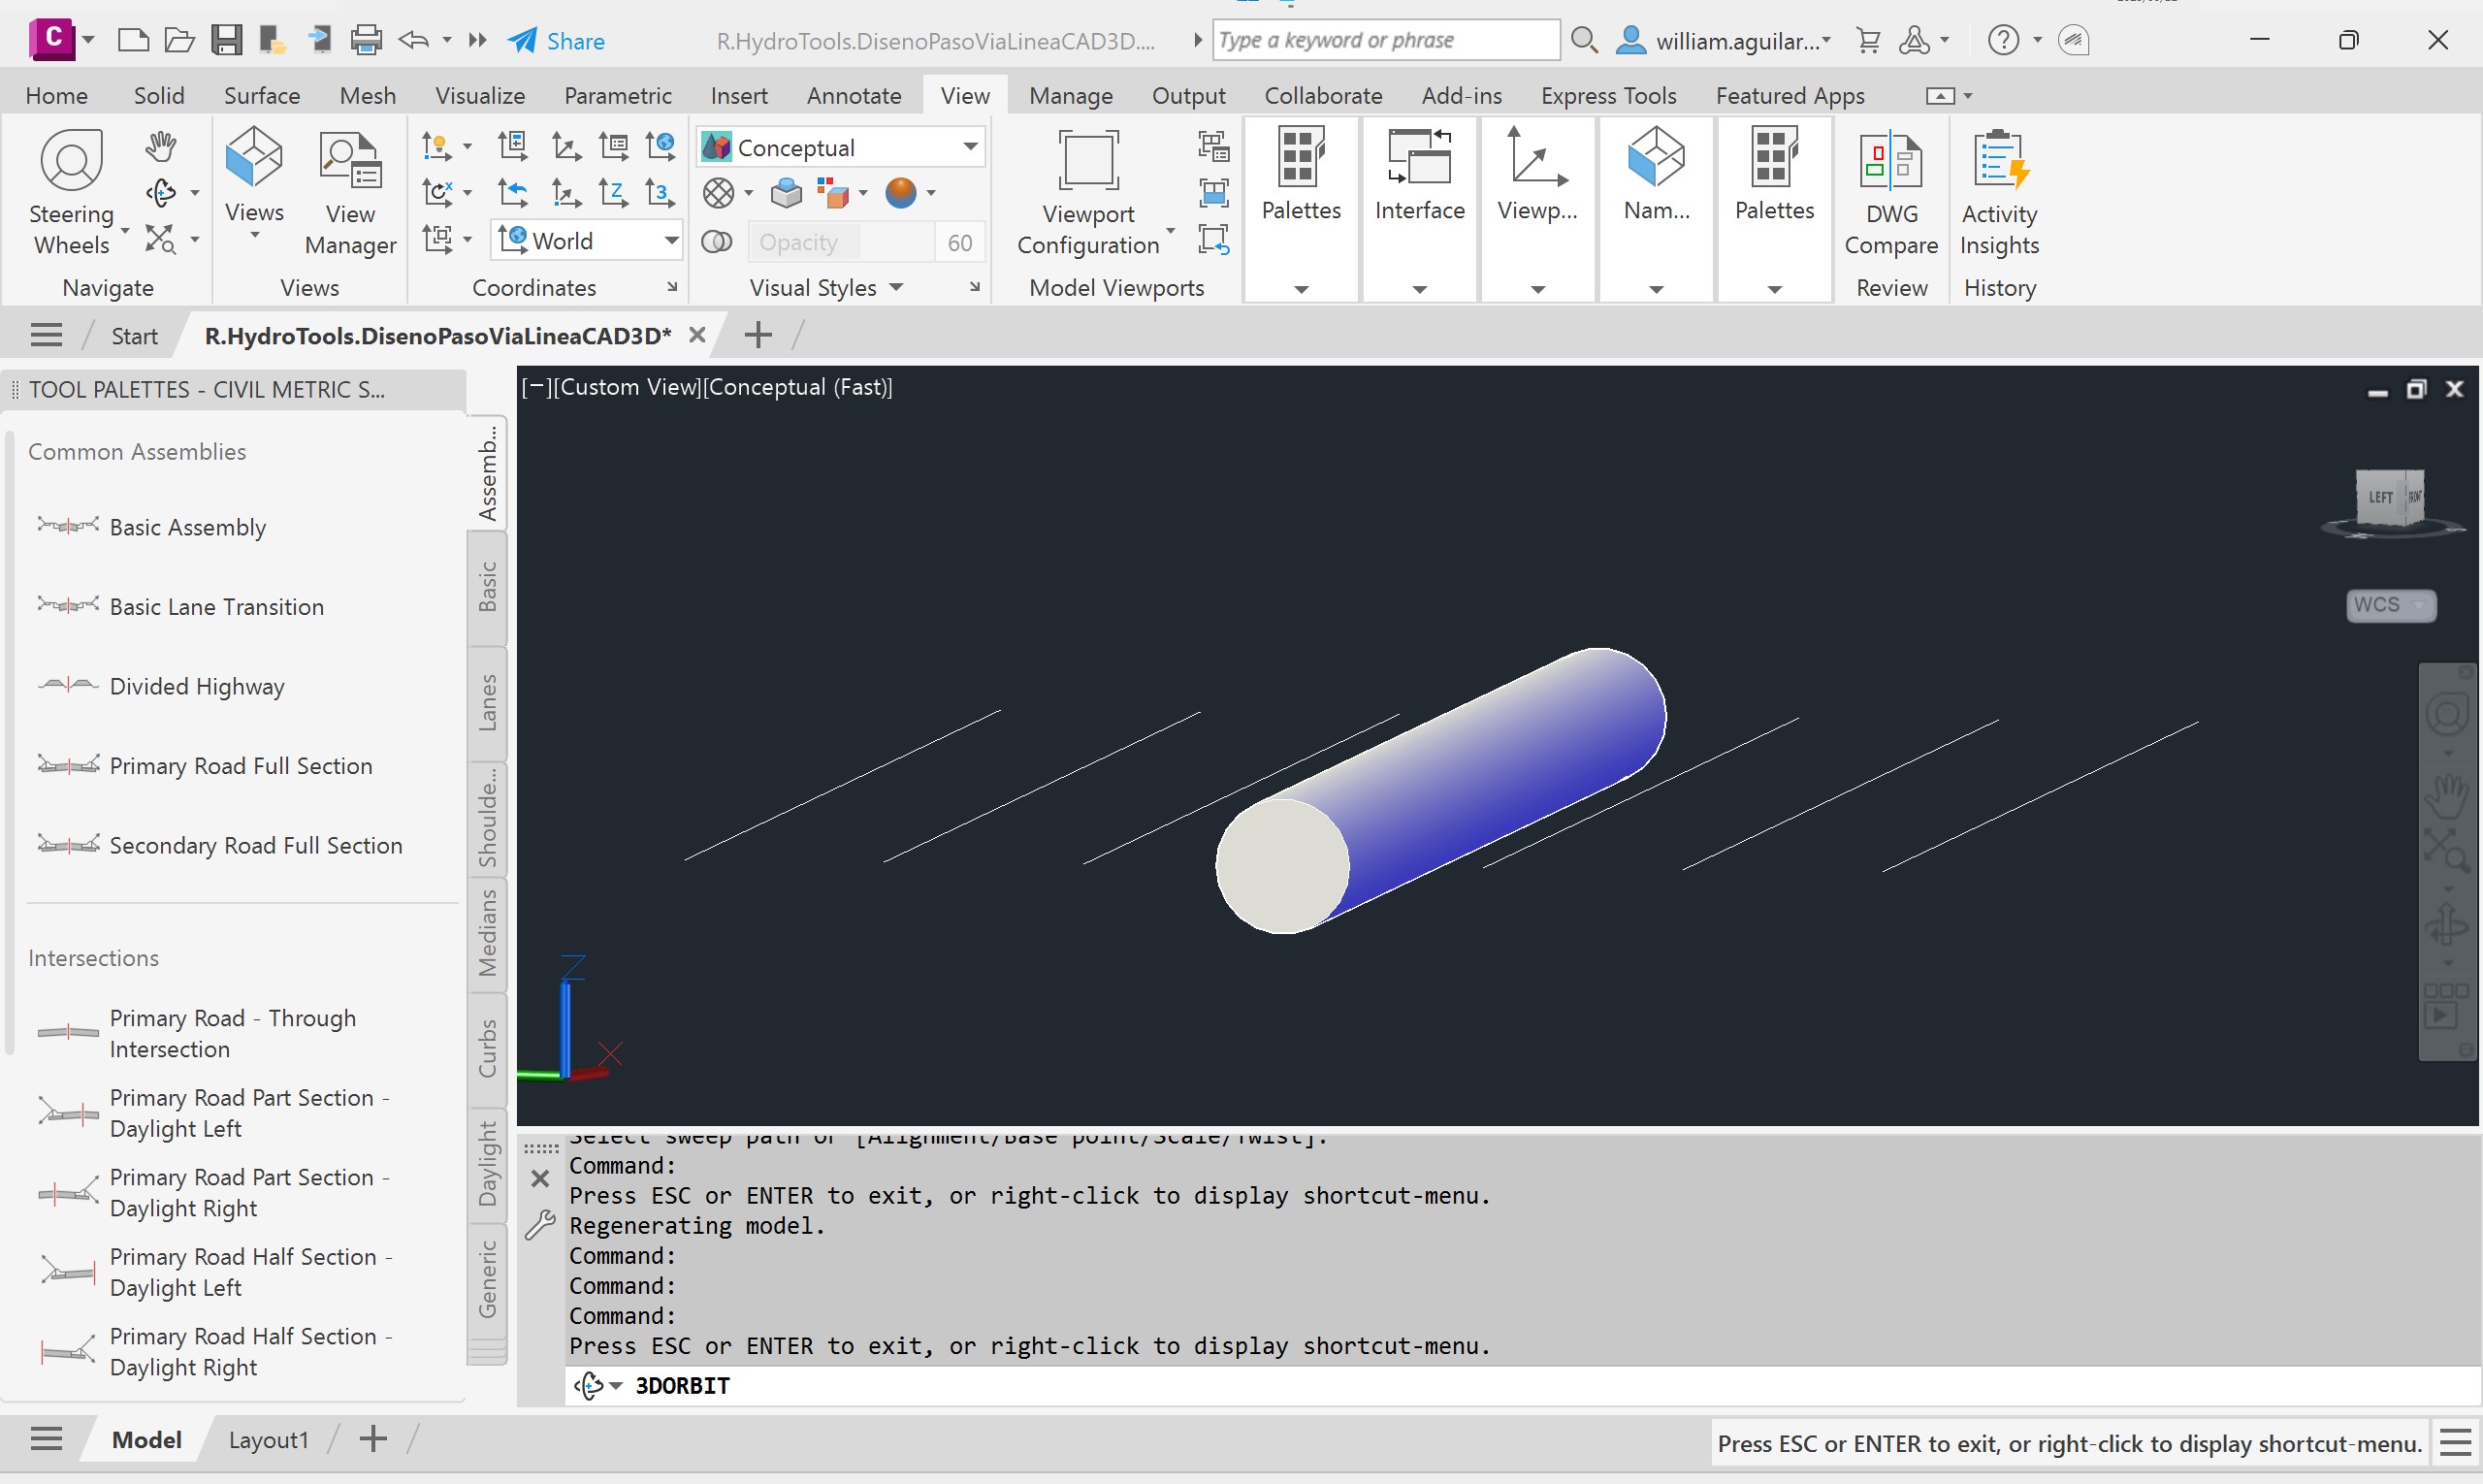 C
Share
R.HydroTools.DisenoPasoViaLineaCAD3D....
Type a keyword or phrase
william.aguilar...
Home Solid Surface Mesh Visualize Parametric Insert Annotate View Manage Output Collaborate Add-ins Express Tools Featured Apps
Steering Wheels
Navigate
Views
View Manager
Views
World
Coordinates
Conceptual
Opacity 60
Visual Styles
Viewport Configuration
Model Viewports
Palettes
Interface
Viewp...
Nam...
Palettes
DWG Compare
Review
Activity Insights
History
Start
R.HydroTools.DisenoPasoViaLineaCAD3D*
TOOL PALETTES - CIVIL METRIC S...
Common Assemblies
Basic Assembly
Basic Lane Transition
Divided Highway
Primary Road Full Section
Secondary Road Full Section
Intersections
Primary Road - Through
Intersection
Primary Road Part Section -
Daylight Left
Primary Road Part Section -
Daylight Right
Primary Road Half Section -
Daylight Left
Primary Road Half Section -
Daylight Right
Assemb...
Basic
Lanes
Shoulde...
Medians
Curbs
Daylight
Generic
[−][Custom View][Conceptual (Fast)]
LEFT
FRONT
WCS
Z
X
Select sweep path or [Alignment/Base point/Scale/Twist]:
Command:
Press ESC or ENTER to exit, or right-click to display shortcut-menu.
Regenerating model.
Command:
Command:
Command:
Press ESC or ENTER to exit, or right-click to display shortcut-menu.
3DORBIT
Model
Layout1
Press ESC or ENTER to exit, or right-click to display shortcut-menu.